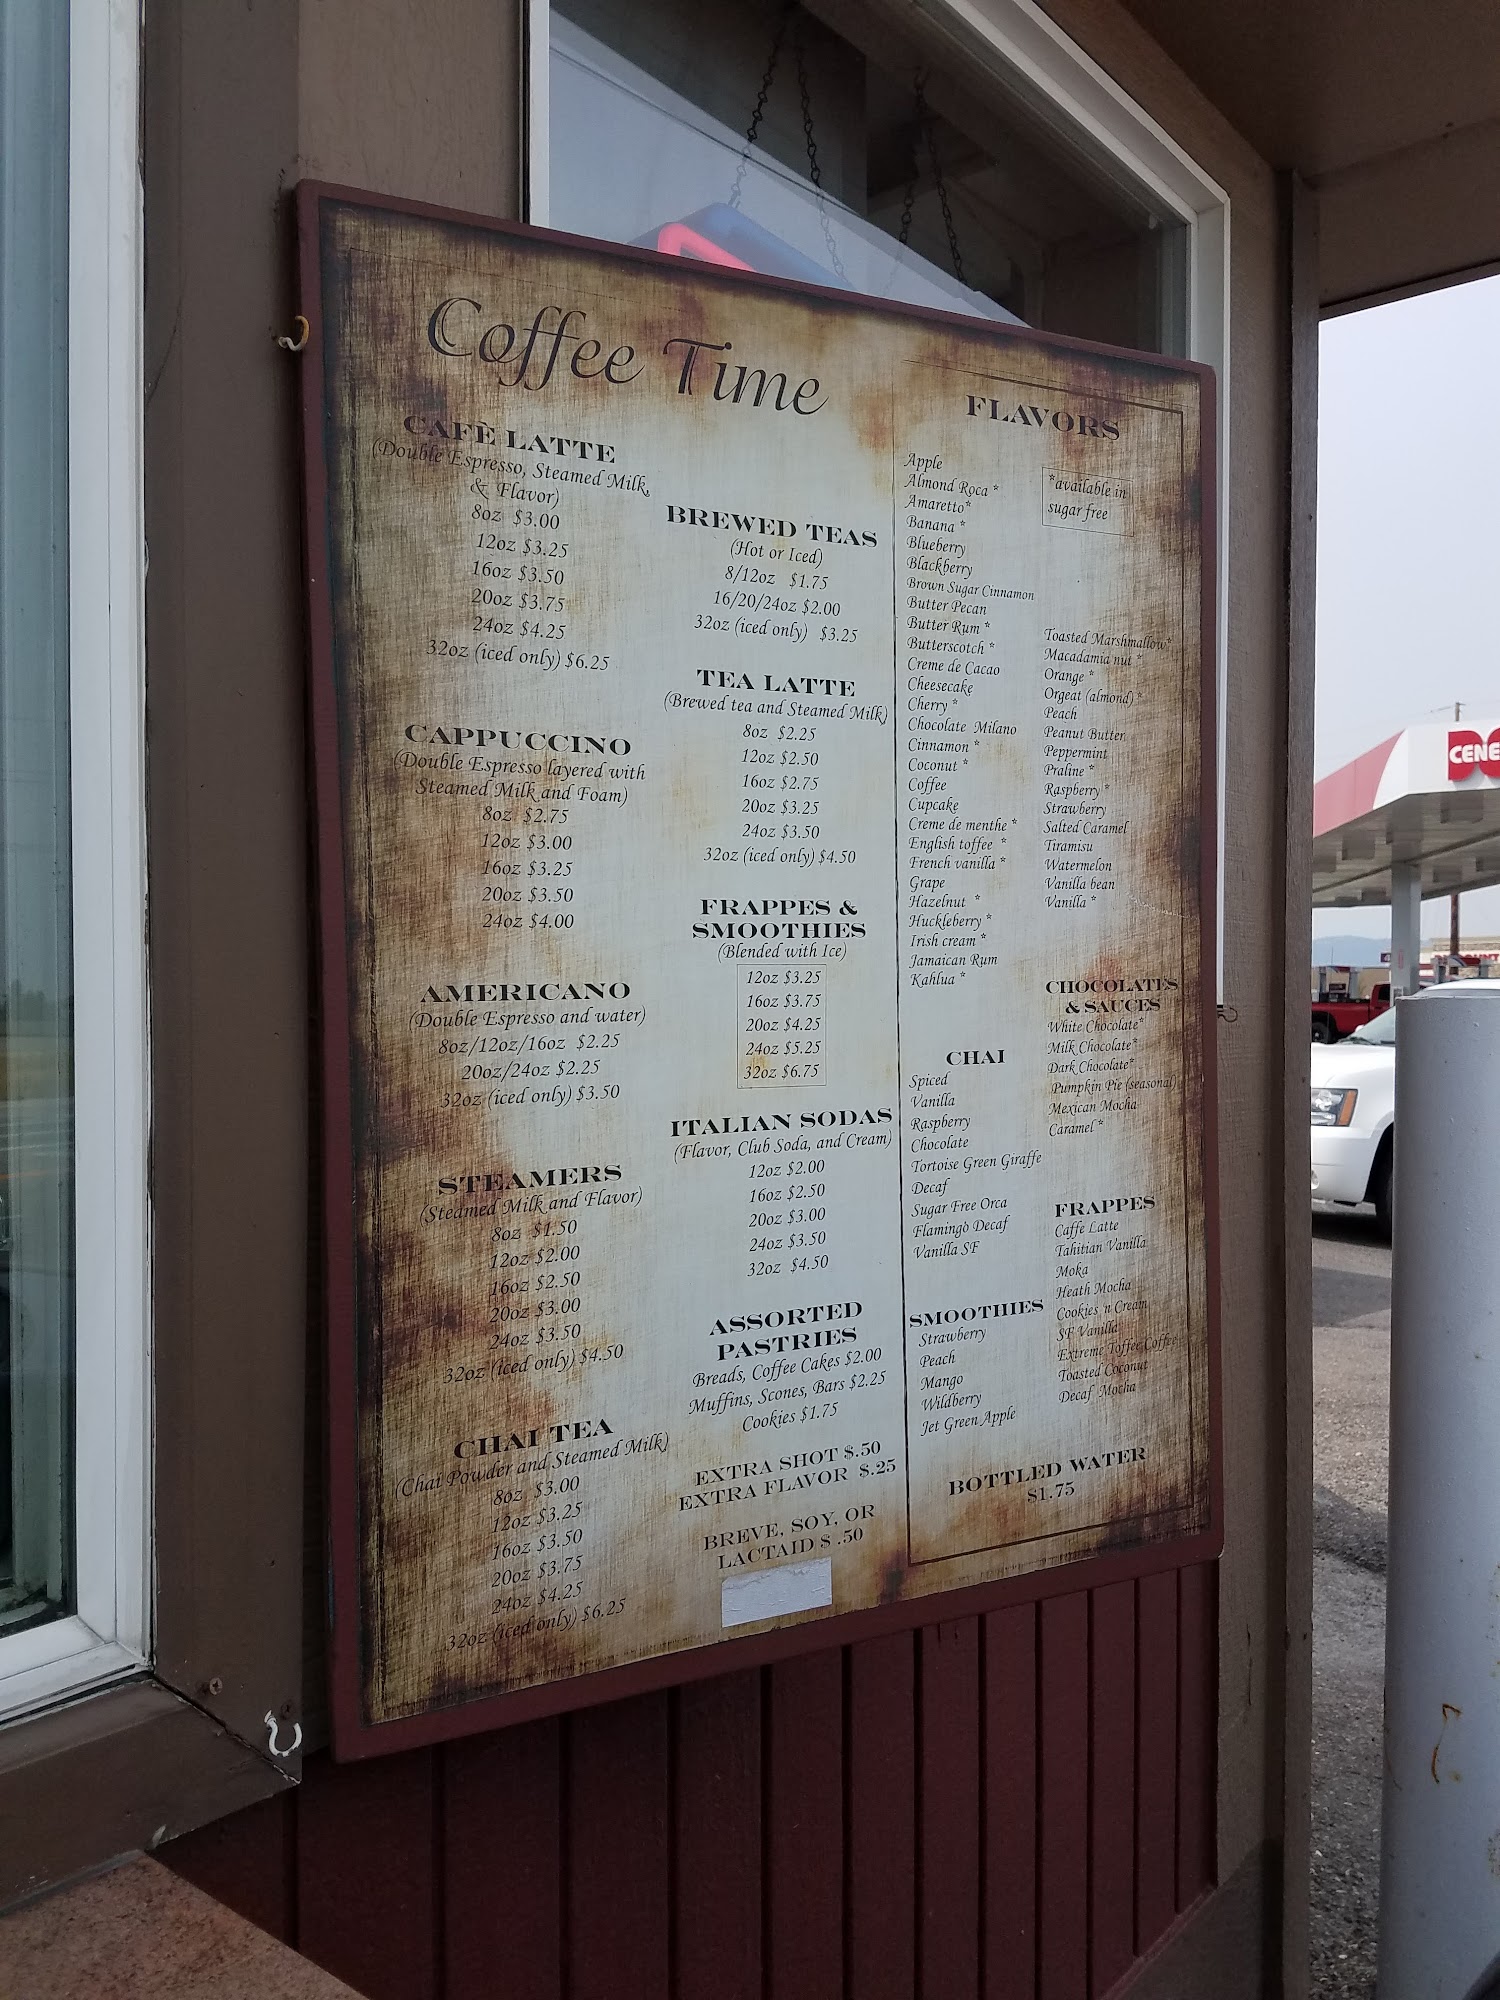 Coffee Time
CAFÈ LATTE
(Double Espresso, Steamed Milk,
& Flavor)
8oz $3.00
12oz $3.25
16oz $3.50
20oz $3.75
24oz $4.25
32oz (iced only) $6.25
CAPPUCCINO
(Double Espresso layered with
Steamed Milk and Foam)
8oz $2.75
12oz $3.00
16oz $3.25
20oz $3.50
24oz $4.00
AMERICANO
(Double Espresso and water)
8oz/12oz/16oz $2.25
20oz/24oz $2.25
32oz (iced only) $3.50
STEAMERS
(Steamed Milk and Flavor)
8oz $1.50
12oz $2.00
16oz $2.50
20oz $3.00
24oz $3.50
32oz (iced only) $4.50
CHAI TEA
(Chai Powder and Steamed Milk)
8oz $3.00
12oz $3.25
16oz $3.50
20oz $3.75
24oz $4.25
32oz (iced only) $6.25
BREWED TEAS
(Hot or Iced)
8/12oz $1.75
16/20/24oz $2.00
32oz (iced only) $3.25
TEA LATTE
(Brewed tea and Steamed Milk)
8oz $2.25
12oz $2.50
16oz $2.75
20oz $3.25
24oz $3.50
32oz (iced only) $4.50
FRAPPES &
SMOOTHIES
(Blended with Ice)
12oz $3.25
16oz $3.75
20oz $4.25
24oz $5.25
32oz $6.75
ITALIAN SODAS
(Flavor, Club Soda, and Cream)
12oz $2.00
16oz $2.50
20oz $3.00
24oz $3.50
32oz $4.50
ASSORTED
PASTRIES
Breads, Coffee Cakes $2.00
Muffins, Scones, Bars $2.25
Cookies $1.75
EXTRA SHOT $.50
EXTRA FLAVOR $.25
BREVE, SOY, OR
LACTAID $ .50
FLAVORS
Apple
Almond Roca *
Amaretto*
Banana *
Blueberry
Blackberry
Brown Sugar Cinnamon
Butter Pecan
Butter Rum *
Butterscotch *
Creme de Cacao
Cheesecake
Cherry *
Chocolate Milano
Cinnamon *
Coconut *
Coffee
Cupcake
Creme de menthe *
English toffee *
French vanilla *
Grape
Hazelnut *
Huckleberry *
Irish cream *
Jamaican Rum
Kahlua *
*available in
sugar free
Toasted Marshmallow*
Macadamia nut *
Orange *
Orgeat (almond) *
Peach
Peanut Butter
Peppermint
Praline *
Raspberry *
Strawberry
Salted Caramel
Tiramisu
Watermelon
Vanilla bean
Vanilla *
CHOCOLATES
& SAUCES
White Chocolate*
Milk Chocolate*
Dark Chocolate*
Pumpkin Pie (seasonal)
Mexican Mocha
Caramel *
CHAI
Spiced
Vanilla
Raspberry
Chocolate
Tortoise Green Giraffe
Decaf
Sugar Free Orca
Flamingo Decaf
Vanilla SF
FRAPPES
Caffe Latte
Tahitian Vanilla
Moka
Heath Mocha
Cookies 'n Cream
SF Vanilla
Extreme Toffee Coffee
Toasted Coconut
Decaf Mocha
SMOOTHIES
Strawberry
Peach
Mango
Wildberry
Jet Green Apple
BOTTLED WATER
$1.75
CENE